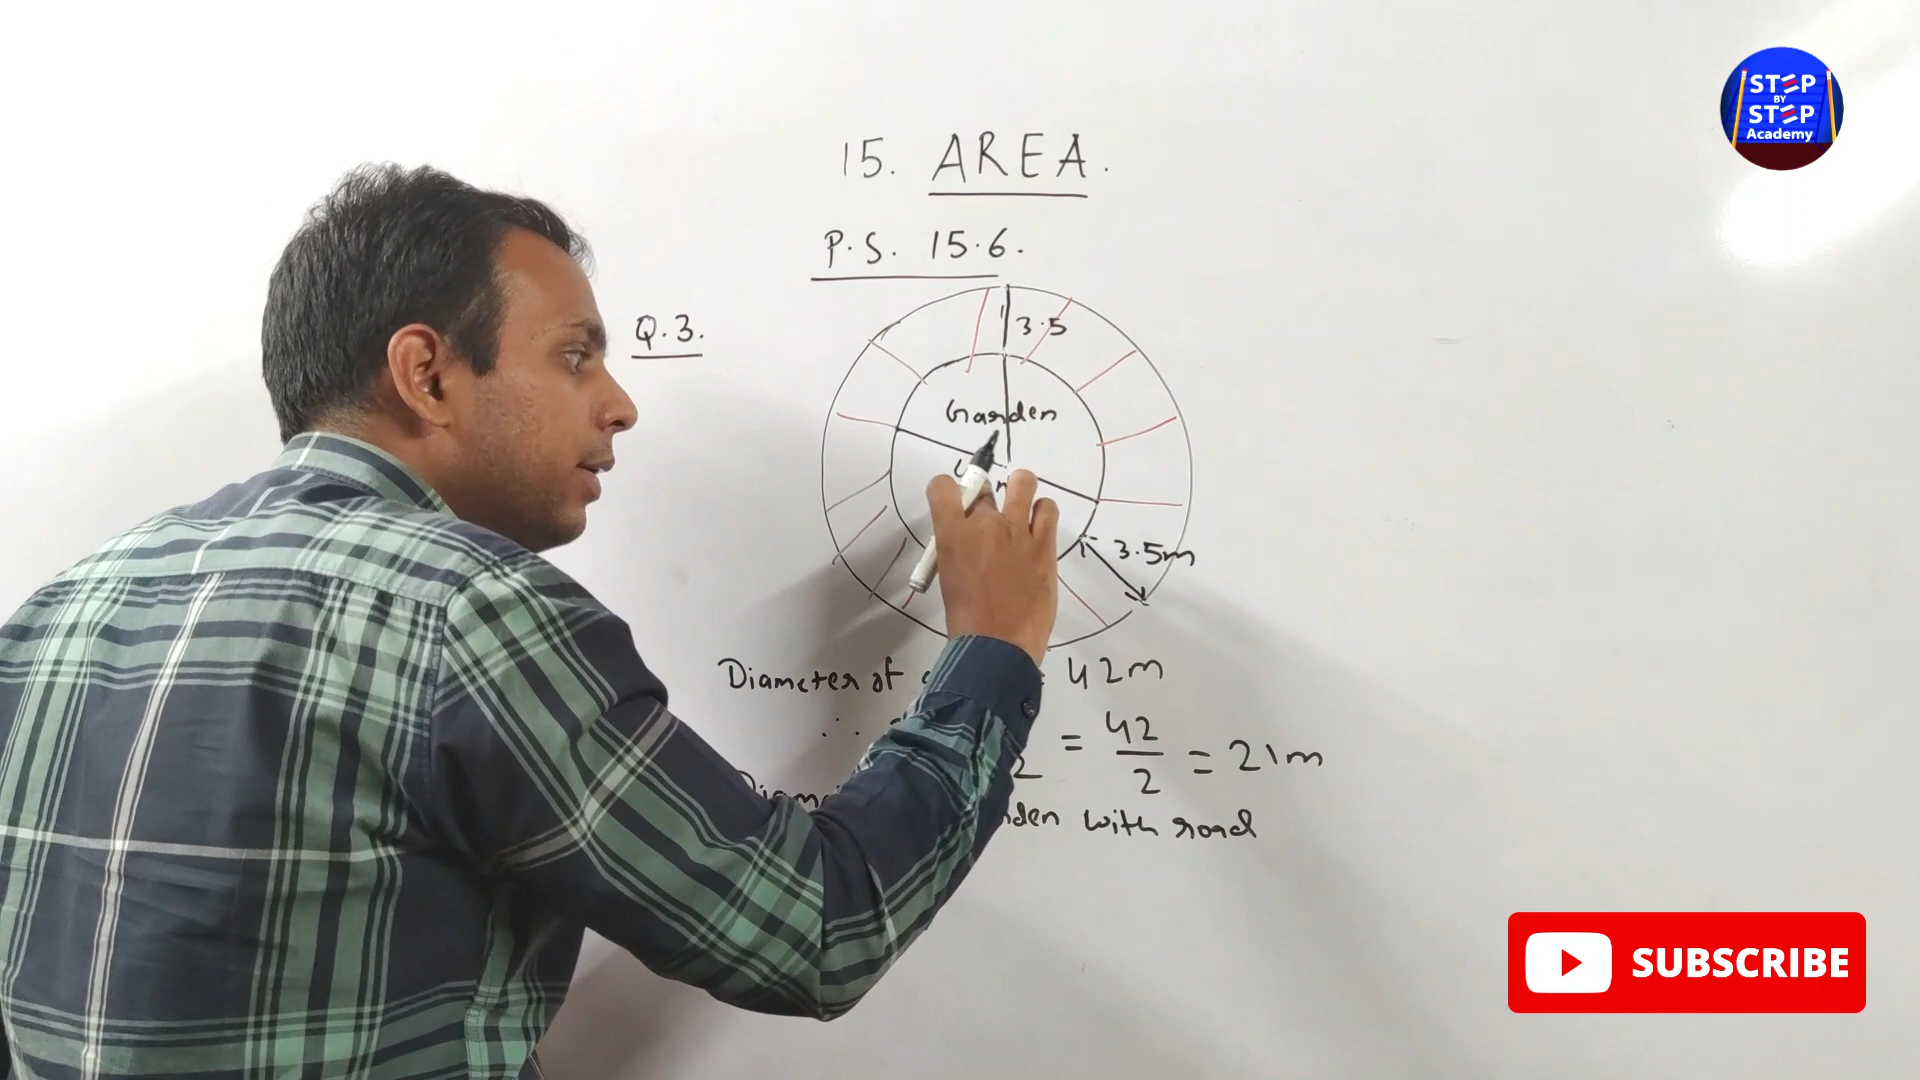 STEP
BY
STEP
Academy
15. AREA.
P.S. 15.6.
Q.3.
3.5
Garden
3.5m
Diameter of = 42m
∴ 2 = 42/2 = 21m
with road
SUBSCRIBE